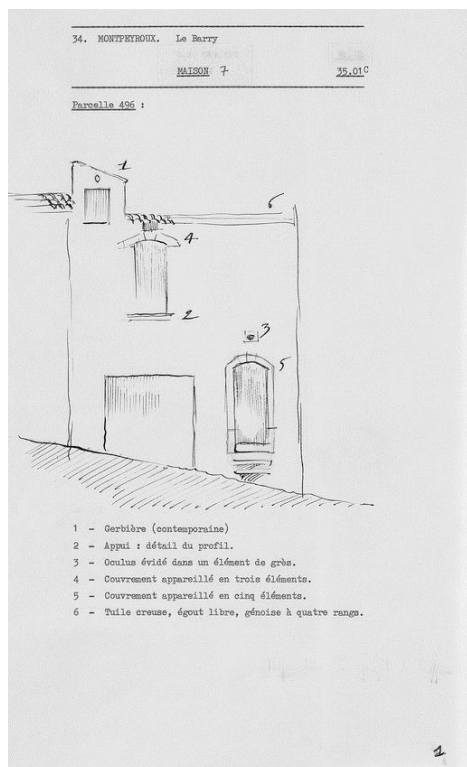 34. MONTPEYROUX. Le Barry
MAISON 7 35.01C
Parcelle 496 :
1
6
4
2
3
5
1 - Gerbière (contemporaine)
2 - Appui : détail du profil.
3 - Oculus évidé dans un élément de grès.
4 - Couvrement appareillé en trois éléments.
5 - Couvrement appareillé en cinq éléments.
6 - Tuile creuse, égout libre, génoise à quatre rangs.
1